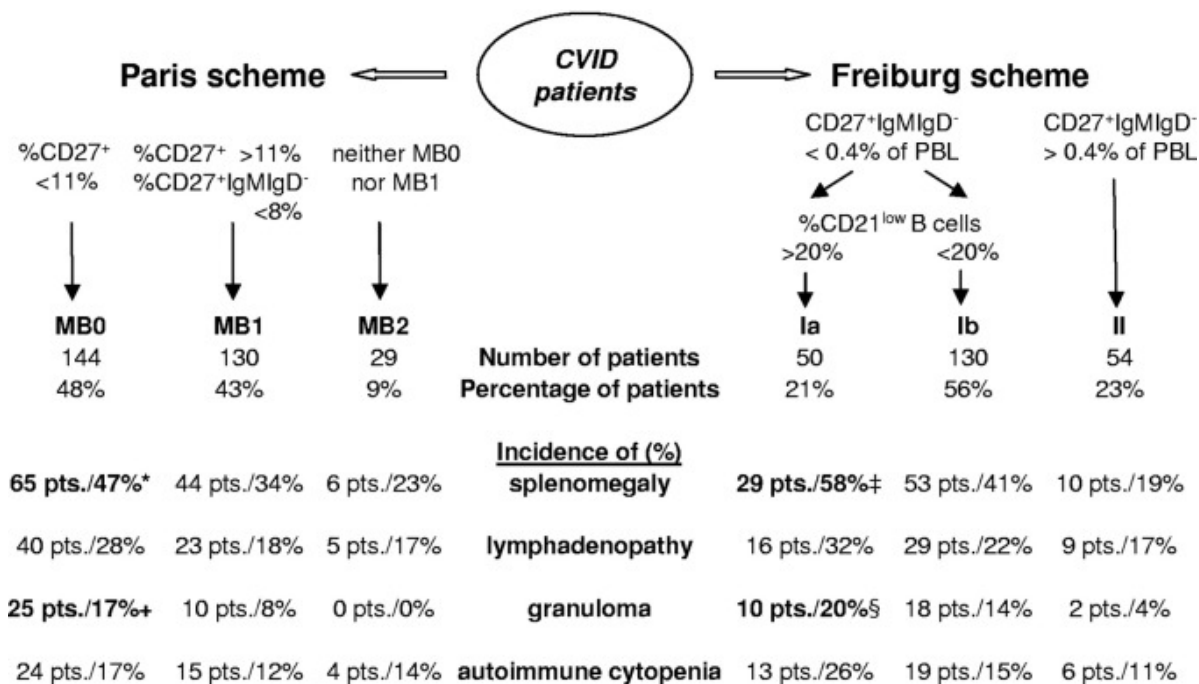 CVID
patients
Paris scheme
Freiburg scheme
%CD27⁺
<11%
%CD27⁺ >11%
%CD27⁺IgMIgD⁻
<8%
neither MB0
nor MB1
CD27⁺IgMIgD⁻
< 0.4% of PBL
CD27⁺IgMIgD⁻
> 0.4% of PBL
%CD21ˡᵒʷ B cells
>20% <20%
MB0 MB1 MB2 Ia Ib II
144 130 29 Number of patients 50 130 54
48% 43% 9% Percentage of patients 21% 56% 23%
Incidence of (%)
65 pts./47%* 44 pts./34% 6 pts./23% splenomegaly 29 pts./58%‡ 53 pts./41% 10 pts./19%
40 pts./28% 23 pts./18% 5 pts./17% lymphadenopathy 16 pts./32% 29 pts./22% 9 pts./17%
25 pts./17%+ 10 pts./8% 0 pts./0% granuloma 10 pts./20%§ 18 pts./14% 2 pts./4%
24 pts./17% 15 pts./12% 4 pts./14% autoimmune cytopenia 13 pts./26% 19 pts./15% 6 pts./11%